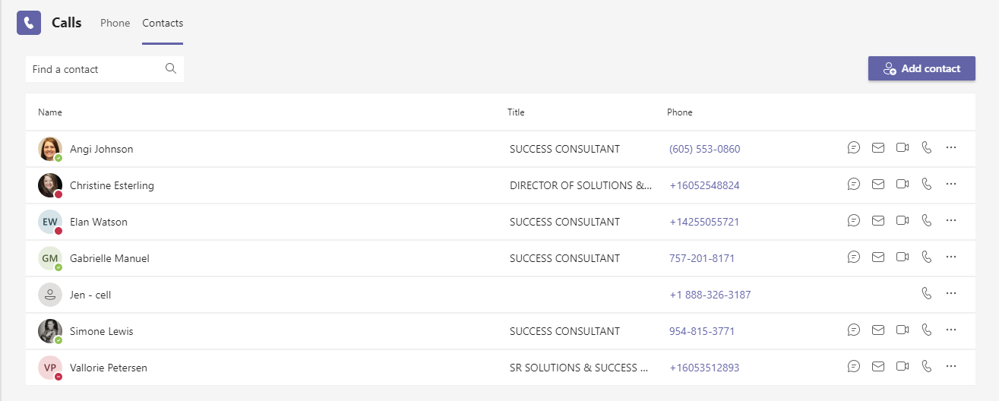 Calls Phone Contacts
Find a contact Add contact
Name Title Phone
Angi Johnson SUCCESS CONSULTANT (605) 553-0860
Christine Esterling DIRECTOR OF SOLUTIONS &... +16052548824
EW Elan Watson SUCCESS CONSULTANT +14255055721
GM Gabrielle Manuel SUCCESS CONSULTANT 757-201-8171
Jen - cell +1 888-326-3187
Simone Lewis SUCCESS CONSULTANT 954-815-3771
VP Vallorie Petersen SR SOLUTIONS & SUCCESS ... +16053512893